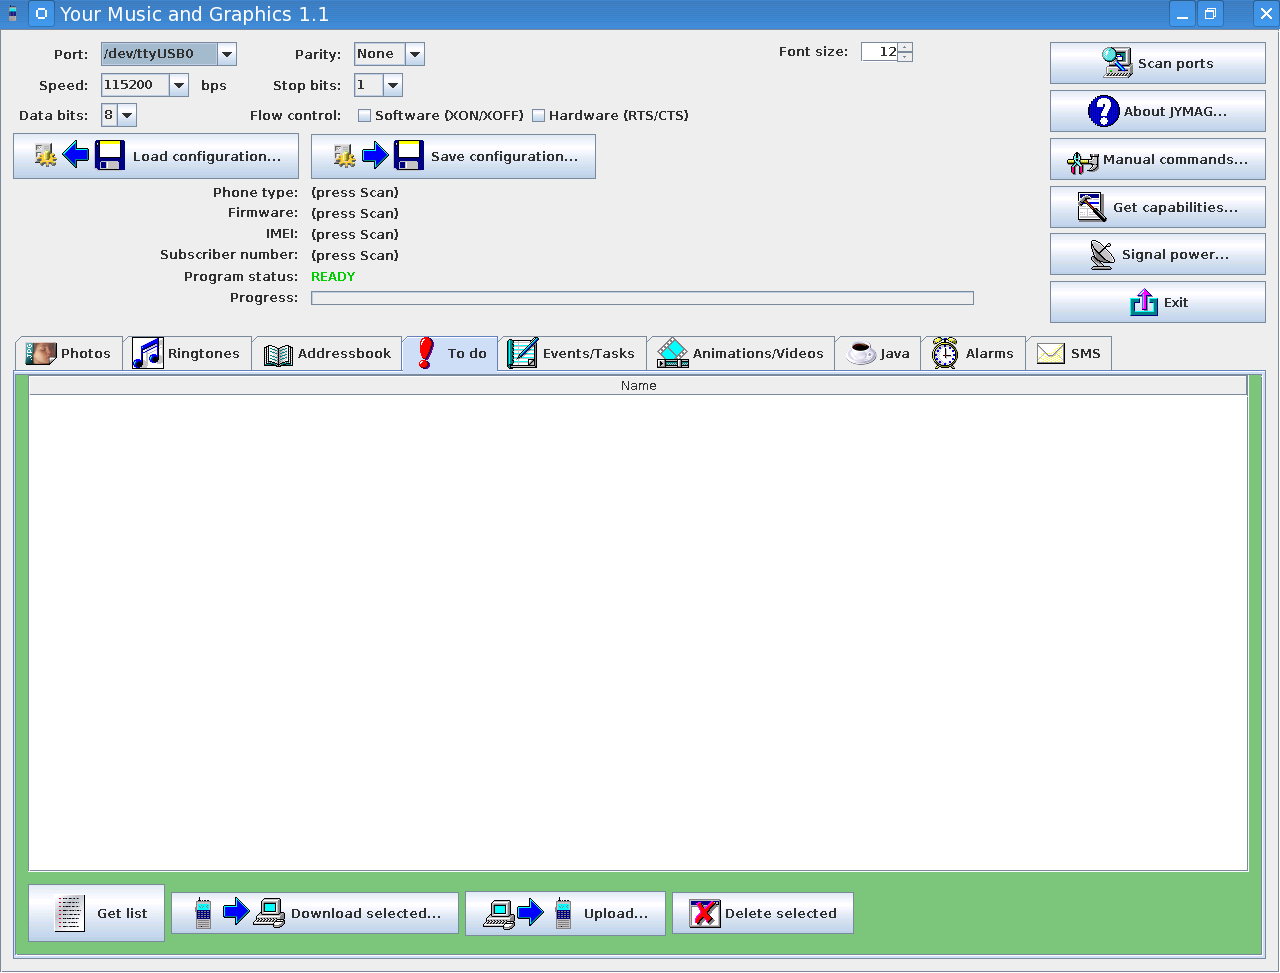 Your Music and Graphics 1.1
Port: /dev/ttyUSB0 Parity: None Font size: 12 Scan ports
Speed: 115200 bps Stop bits: 1
Data bits: 8 Flow control: Software (XON/XOFF) Hardware (RTS/CTS) About JYMAG...
Load configuration... Save configuration... Manual commands...
Phone type: (press Scan)
Firmware: (press Scan) Get capabilities...
IMEI: (press Scan)
Subscriber number: (press Scan) Signal power...
Program status: READY
Progress: Exit
Photos Ringtones Addressbook To do Events/Tasks Animations/Videos Java Alarms SMS
Name
Get list Download selected... Upload... Delete selected